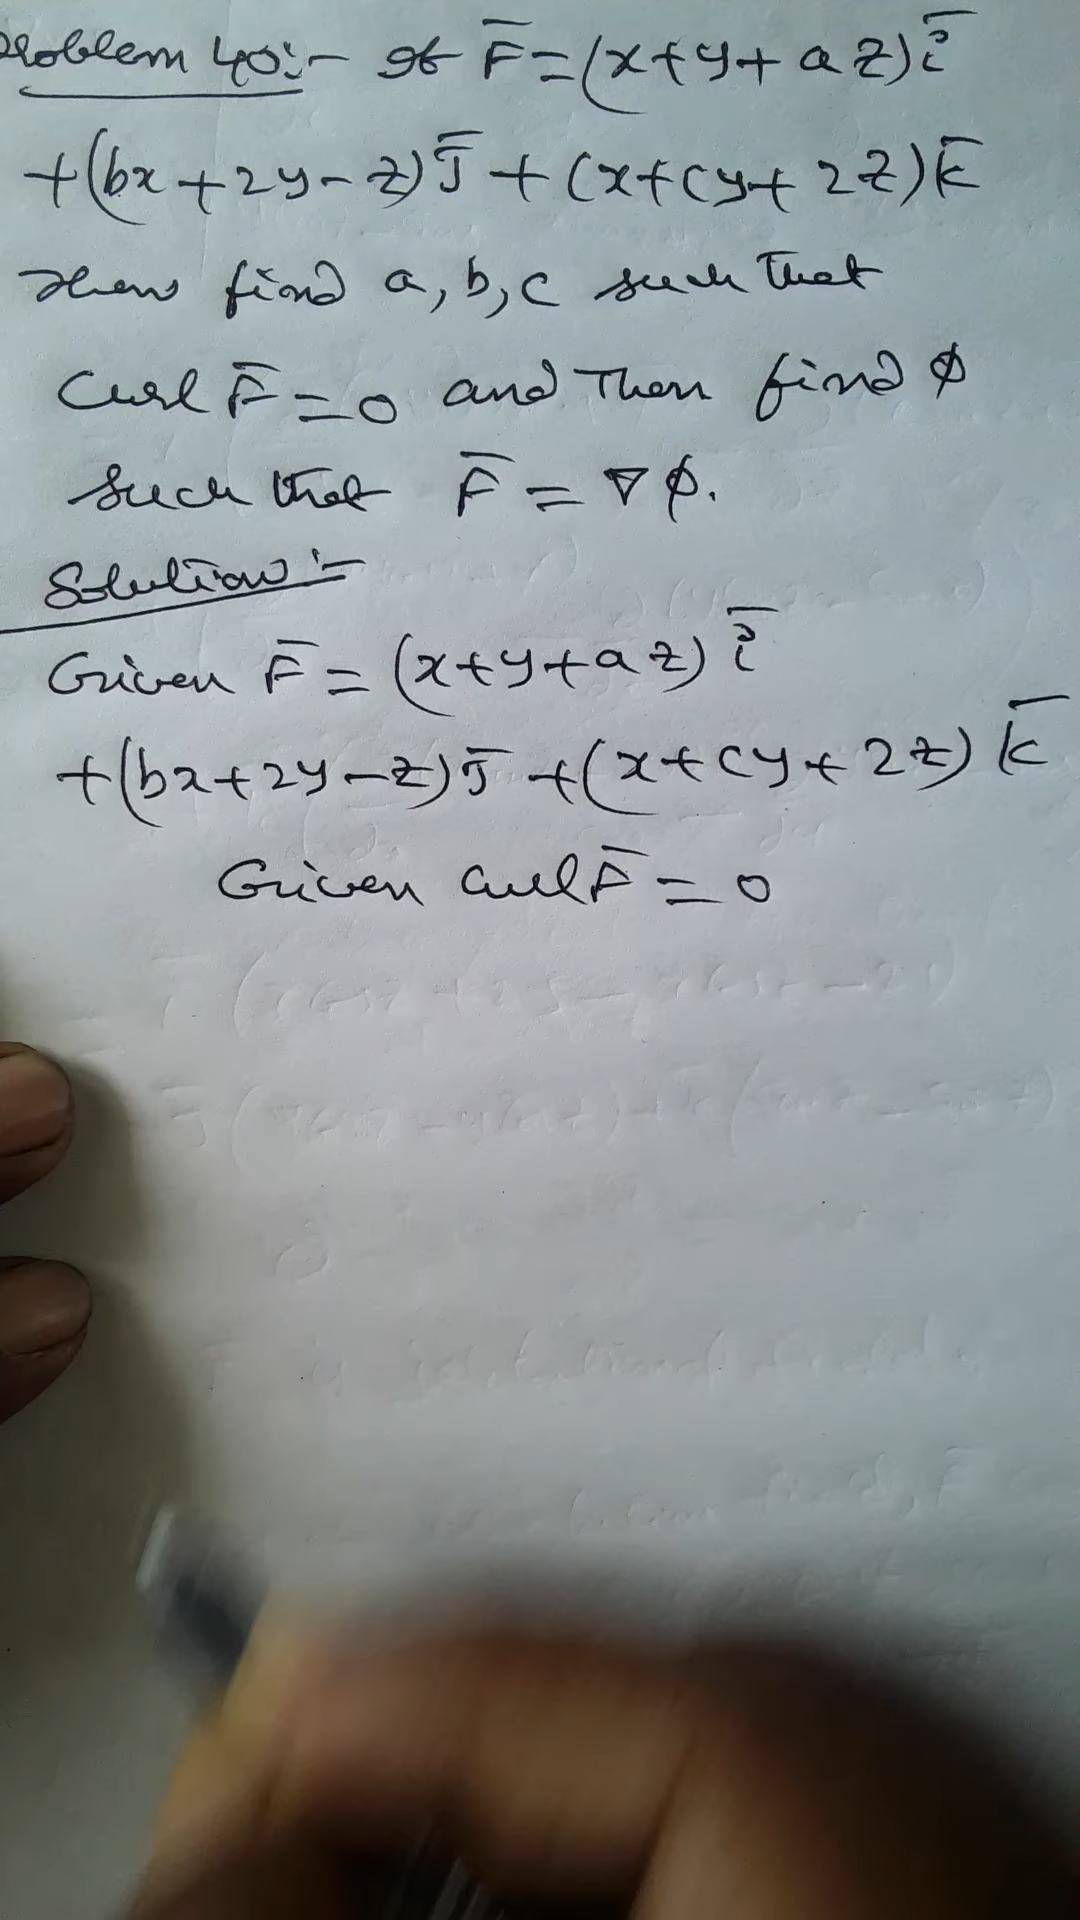 Problem 40:- If F̅=(x+y+az)i̅
+(bx+2y-z)j̅+(x+cy+2z)k̅
then find a,b,c such that
Curl F̅=0 and Then find ϕ
such that F̅=∇ϕ.
Solution:-
Given F̅=(x+y+az)i̅
+(bx+2y-z)j̅+(x+cy+2z)k̅
Given curl F̅=0